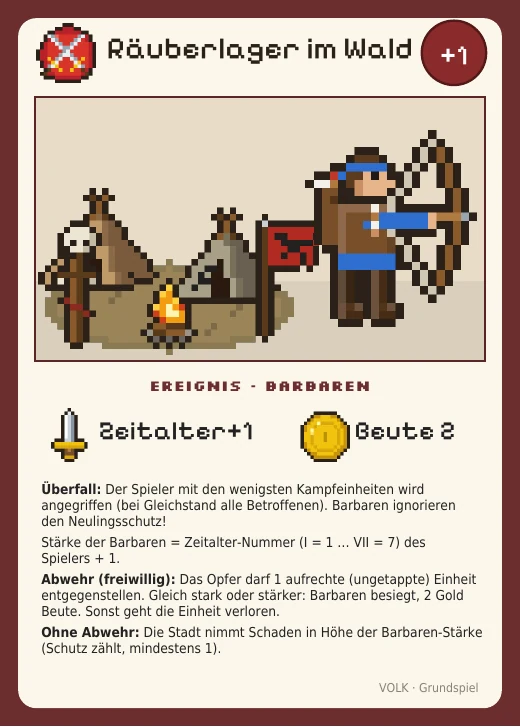 Räuberlager im Wald
+1
EREIGNIS · BARBAREN
Zeitalter+1
Beute 2
Überfall: Der Spieler mit den wenigsten Kampfeinheiten wird
angegriffen (bei Gleichstand alle Betroffenen). Barbaren ignorieren
den Neulingsschutz!
Stärke der Barbaren = Zeitalter-Nummer (I = 1 … VII = 7) des
Spielers + 1.
Abwehr (freiwillig): Das Opfer darf 1 aufrechte (ungetappte) Einheit
entgegenstellen. Gleich stark oder stärker: Barbaren besiegt, 2 Gold
Beute. Sonst geht die Einheit verloren.
Ohne Abwehr: Die Stadt nimmt Schaden in Höhe der Barbaren-Stärke
(Schutz zählt, mindestens 1).
VOLK · Grundspiel